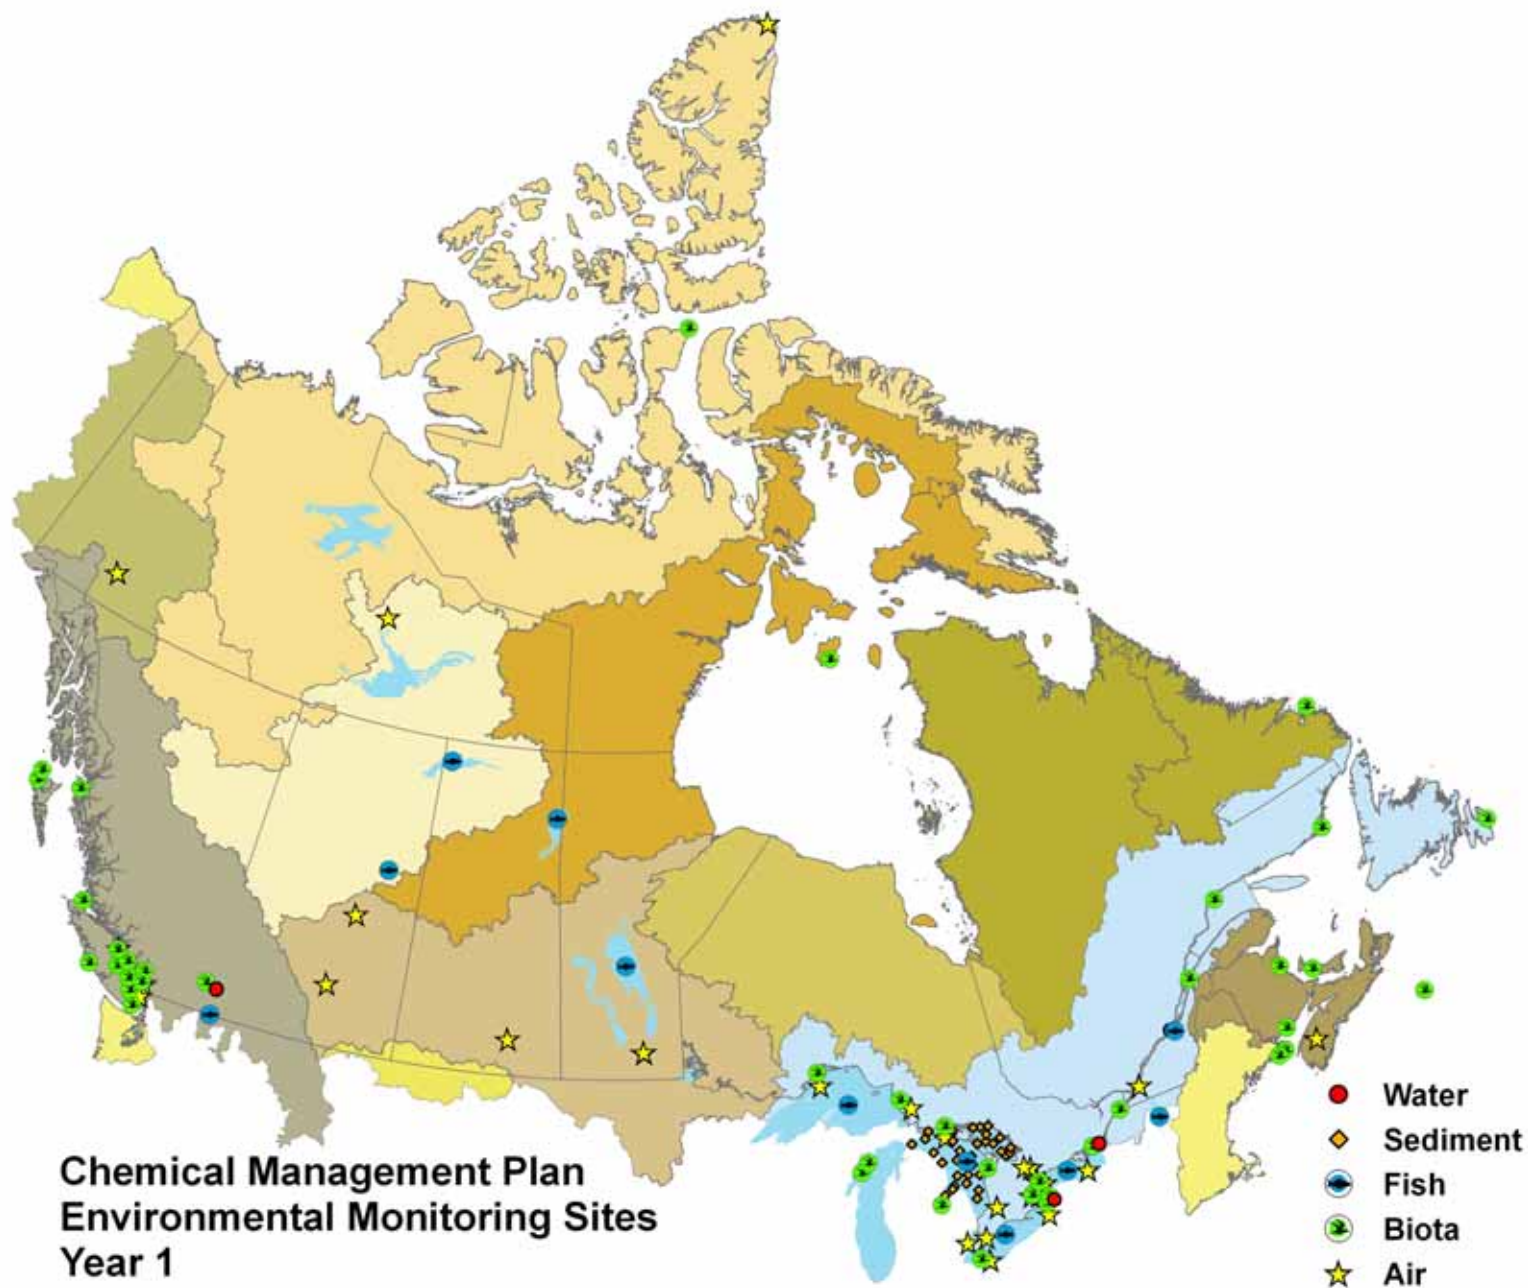 Chemical Management Plan
Environmental Monitoring Sites
Year 1
Water
Sediment
Fish
Biota
Air